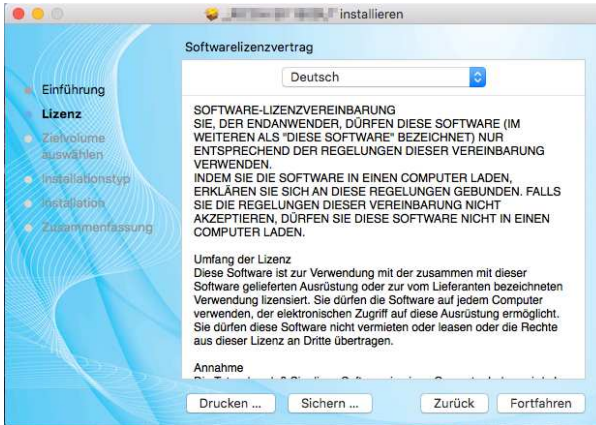 installieren
Softwarelizenzvertrag
Deutsch
Einführung
Lizenz
Zielvolume
auswählen
Installationstyp
Installation
Zusammenfassung
SOFTWARE-LIZENZVEREINBARUNG
SIE, DER ENDANWENDER, DÜRFEN DIESE SOFTWARE (IM
WEITEREN ALS "DIESE SOFTWARE" BEZEICHNET) NUR
ENTSPRECHEND DER REGELUNGEN DIESER VEREINBARUNG
VERWENDEN.
INDEM SIE DIE SOFTWARE IN EINEN COMPUTER LADEN,
ERKLÄREN SIE SICH AN DIESE REGELUNGEN GEBUNDEN. FALLS
SIE DIE REGELUNGEN DIESER VEREINBARUNG NICHT
AKZEPTIEREN, DÜRFEN SIE DIESE SOFTWARE NICHT IN EINEN
COMPUTER LADEN.
Umfang der Lizenz
Diese Software ist zur Verwendung mit der zusammen mit dieser
Software gelieferten Ausrüstung oder zur vom Lieferanten bezeichneten
Verwendung lizensiert. Sie dürfen die Software auf jedem Computer
verwenden, der elektronischen Zugriff auf diese Ausrüstung ermöglicht.
Sie dürfen diese Software nicht vermieten oder leasen oder die Rechte
aus dieser Lizenz an Dritte übertragen.
Annahme
Drucken ...
Sichern ...
Zurück
Fortfahren